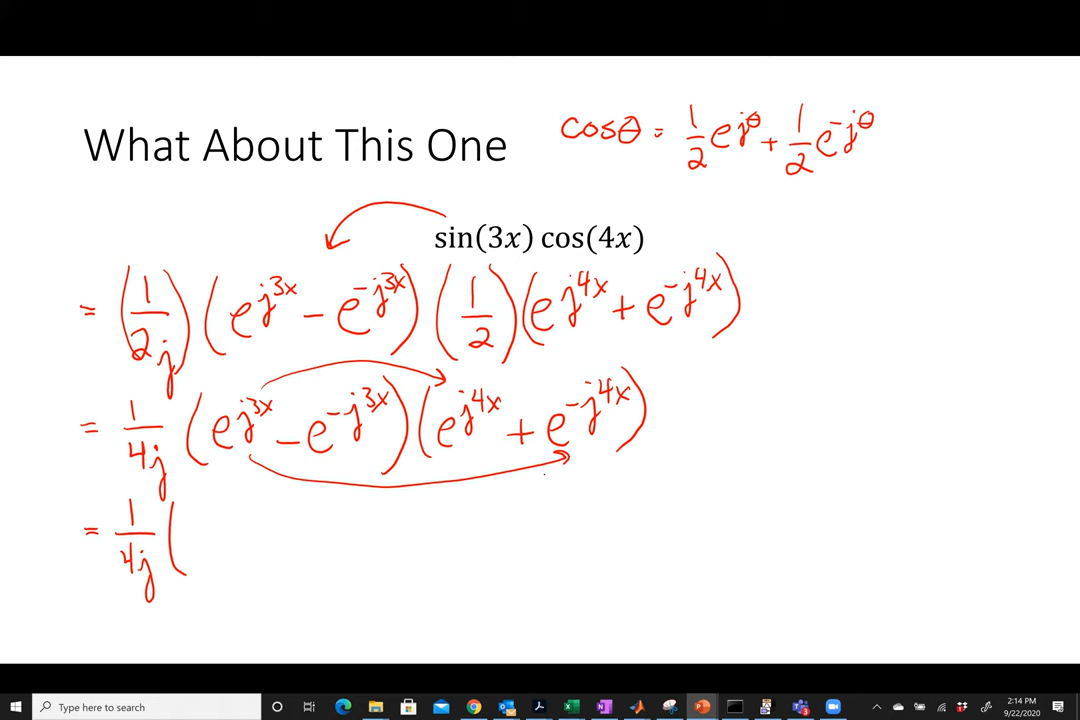 What About This One
cosθ = 1/2 e^jθ + 1/2 e^-jθ
sin(3x) cos(4x)
= (1/2j) (e^j3x - e^-j3x) (1/2) (e^j4x + e^-j4x)
= 1/4j (e^j3x - e^-j3x) (e^j4x + e^-j4x)
= 1/4j (
Type here to search
2:14 PM
9/22/2020